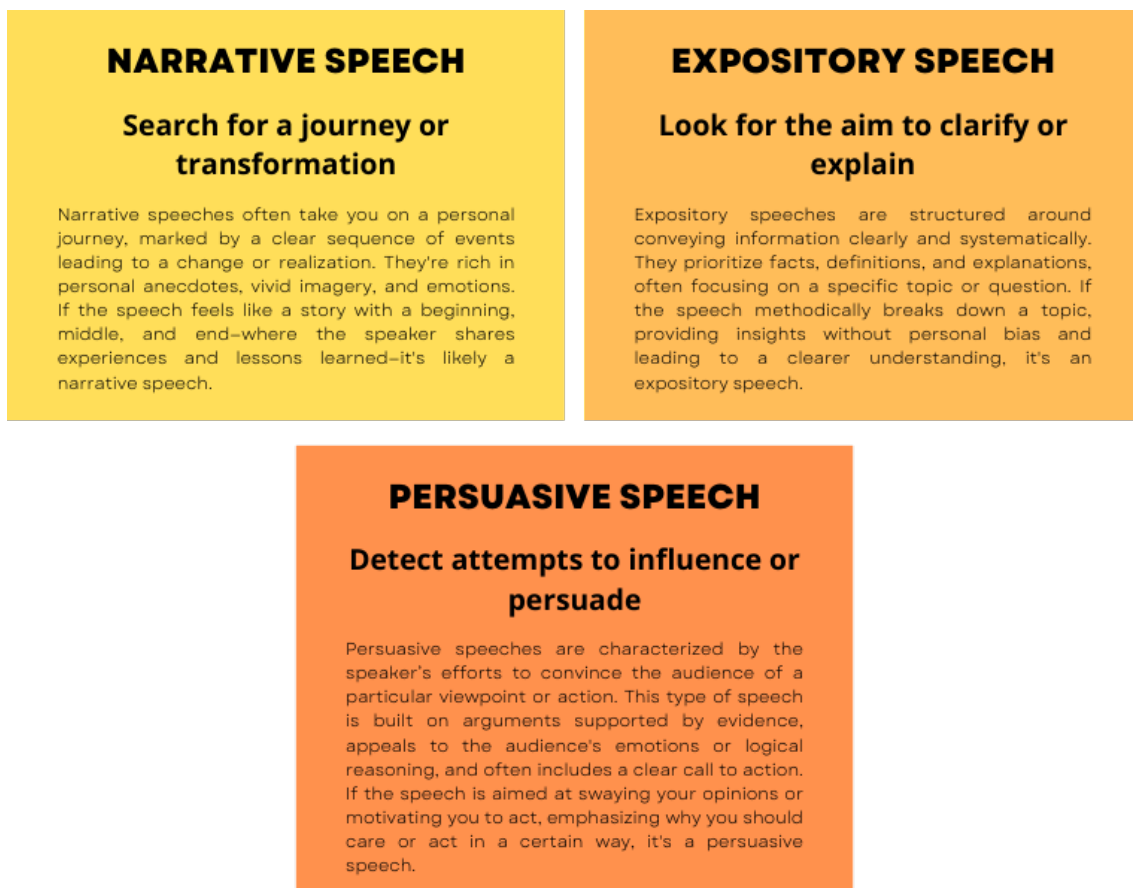 NARRATIVE SPEECH
Search for a journey or
transformation
Narrative speeches often take you on a personal
journey, marked by a clear sequence of events
leading to a change or realization. They're rich in
personal anecdotes, vivid imagery, and emotions.
If the speech feels like a story with a beginning,
middle, and end—where the speaker shares
experiences and lessons learned—it's likely a
narrative speech.
EXPOSITORY SPEECH
Look for the aim to clarify or
explain
Expository speeches are structured around
conveying information clearly and systematically.
They prioritize facts, definitions, and explanations,
often focusing on a specific topic or question. If
the speech methodically breaks down a topic,
providing insights without personal bias and
leading to a clearer understanding, it's an
expository speech.
PERSUASIVE SPEECH
Detect attempts to influence or
persuade
Persuasive speeches are characterized by the
speaker's efforts to convince the audience of a
particular viewpoint or action. This type of speech
is built on arguments supported by evidence,
appeals to the audience's emotions or logical
reasoning, and often includes a clear call to action.
If the speech is aimed at swaying your opinions or
motivating you to act, emphasizing why you should
care or act in a certain way, it's a persuasive
speech.